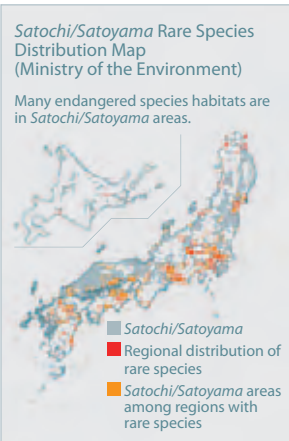 Satochi/Satoyama Rare Species
Distribution Map
(Ministry of the Environment)
Many endangered species habitats are
in Satochi/Satoyama areas.
Satochi/Satoyama
Regional distribution of
rare species
Satochi/Satoyama areas
among regions with
rare species